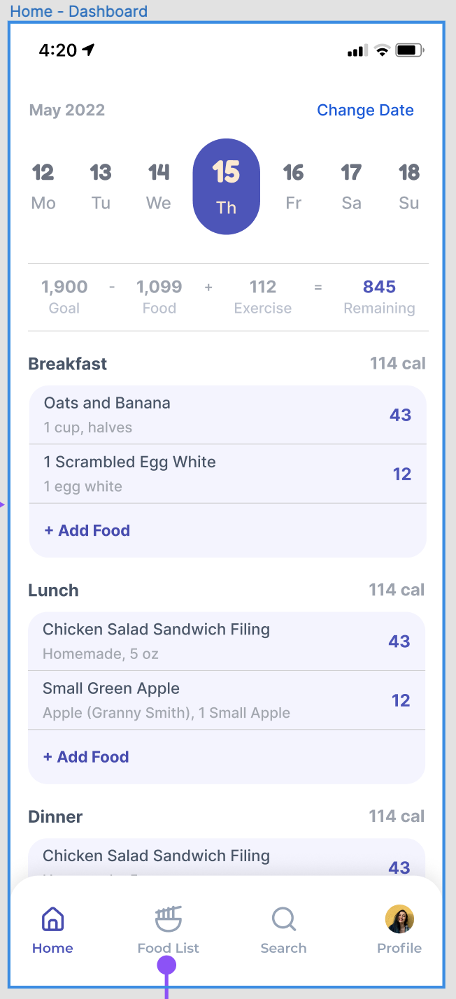 Home - Dashboard
4:20
May 2022 Change Date
12 13 14 15 16 17 18
Mo Tu We Th Fr Sa Su
1,900 - 1,099 + 112 = 845
Goal Food Exercise Remaining
Breakfast 114 cal
Oats and Banana
43
1 cup, halves
1 Scrambled Egg White
12
1 egg white
+ Add Food
Lunch 114 cal
Chicken Salad Sandwich Filing
43
Homemade, 5 oz
Small Green Apple
12
Apple (Granny Smith), 1 Small Apple
+ Add Food
Dinner 114 cal
Chicken Salad Sandwich Filing
43
Home Food List Search Profile